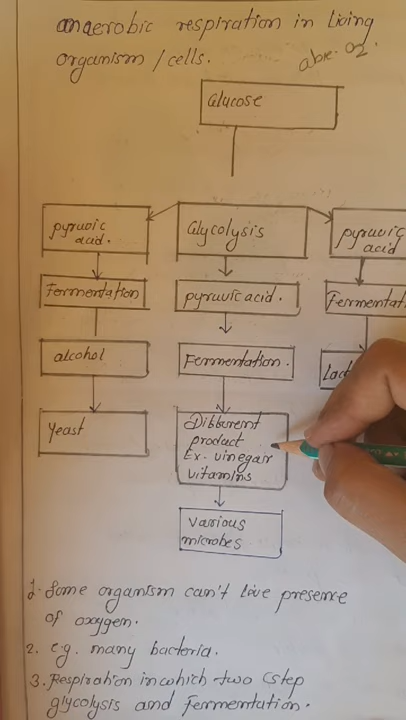 anaerobic respiration in living
organism / cells.
Glucose
pyruvic
acid.
Glycolysis
pyruvic
acid
Fermentation
pyruvic acid.
Fermentat
alcohol
Fermentation.
Lact
Yeast
Different
product
Ex. vinegar
vitamins
various
microbes
1. Some organism can't live presence
of oxygen.
2. e.g. many bacteria.
3. Respiration in which two step
glycolysis and fermentation.